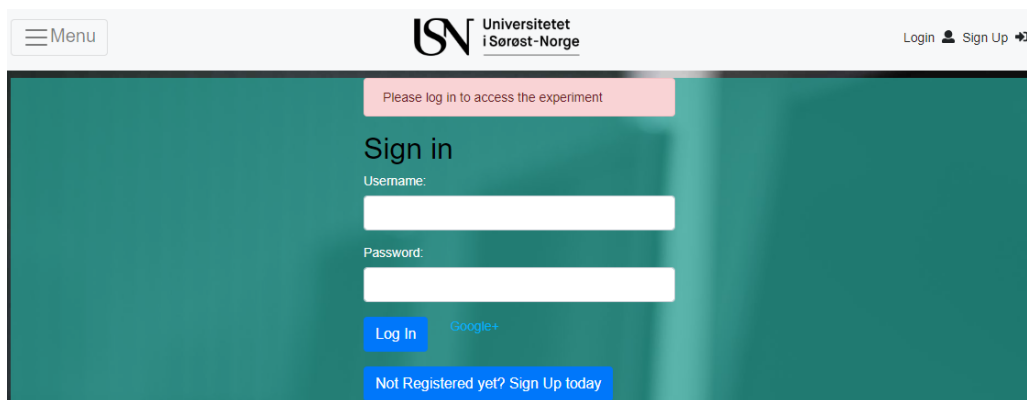 Menu
USN Universitetet
i Sørøst-Norge
Login Sign Up
Please log in to access the experiment
Sign in
Username:
Password:
Log In Google+
Not Registered yet? Sign Up today